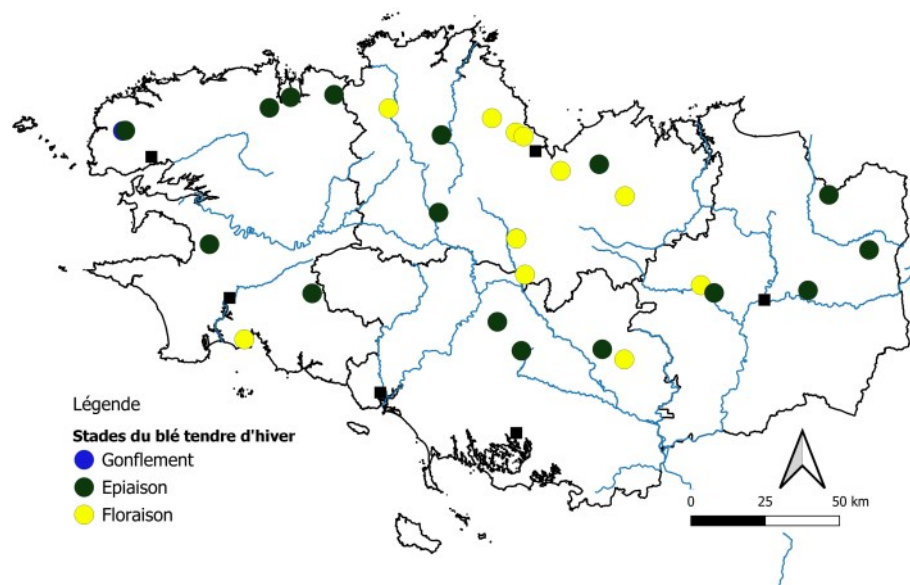 Légende
Stades du blé tendre d'hiver
Gonflement
Epiaison
Floraison
0 25 50 km